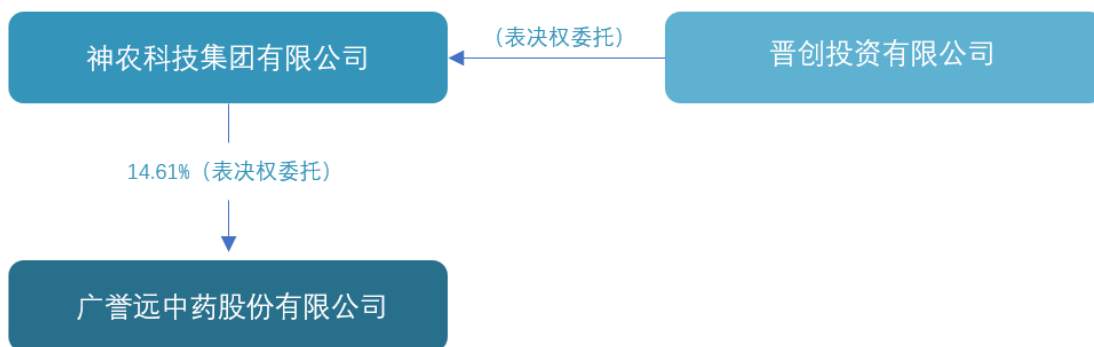 神农科技集团有限公司
（表决权委托）
晋创投资有限公司
14.61%（表决权委托）
广誉远中药股份有限公司